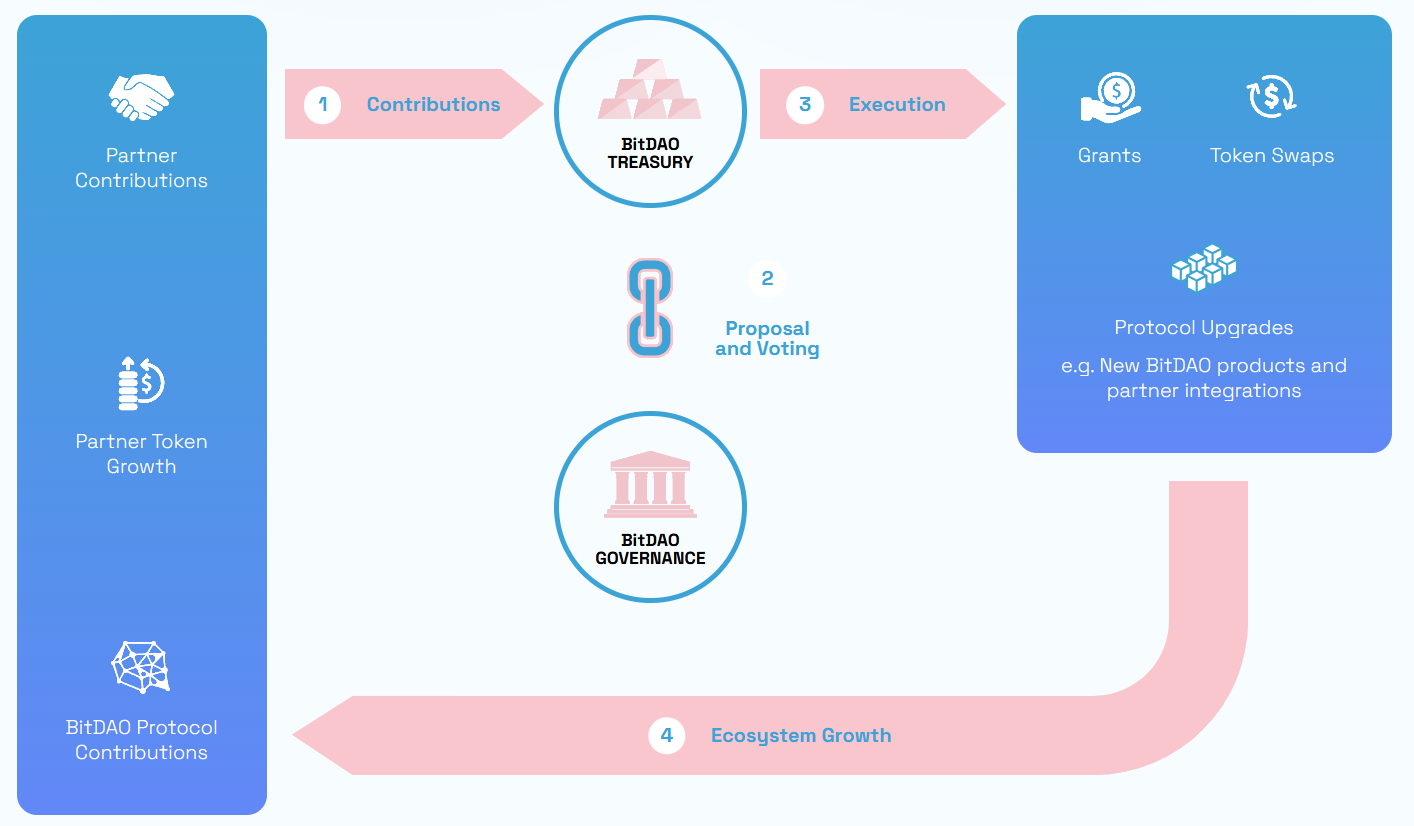 Partner
Contributions
Partner Token
Growth
BitDAO Protocol
Contributions
1 Contributions
BitDAO
TREASURY
2
Proposal
and Voting
BitDAO
GOVERNANCE
3 Execution
$
Grants
$
Token Swaps
Protocol Upgrades
e.g. New BitDAO products and
partner integrations
4 Ecosystem Growth